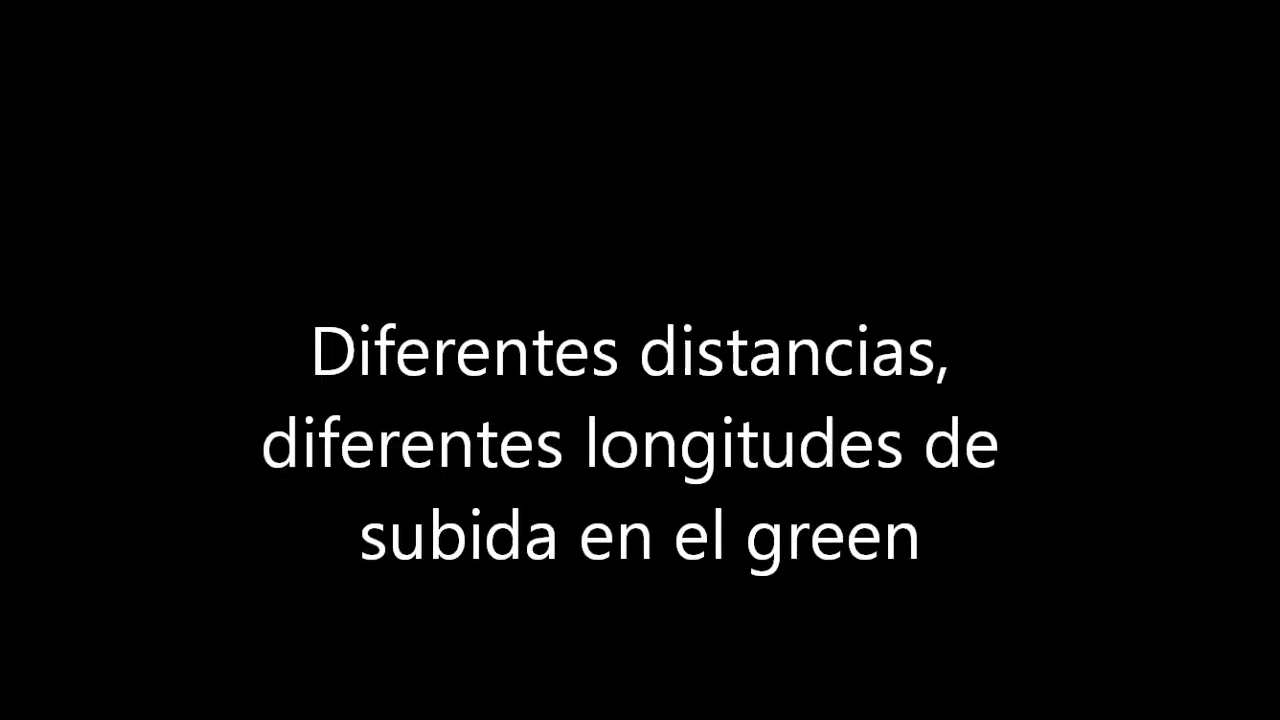 Diferentes distancias,
diferentes longitudes de
subida en el green